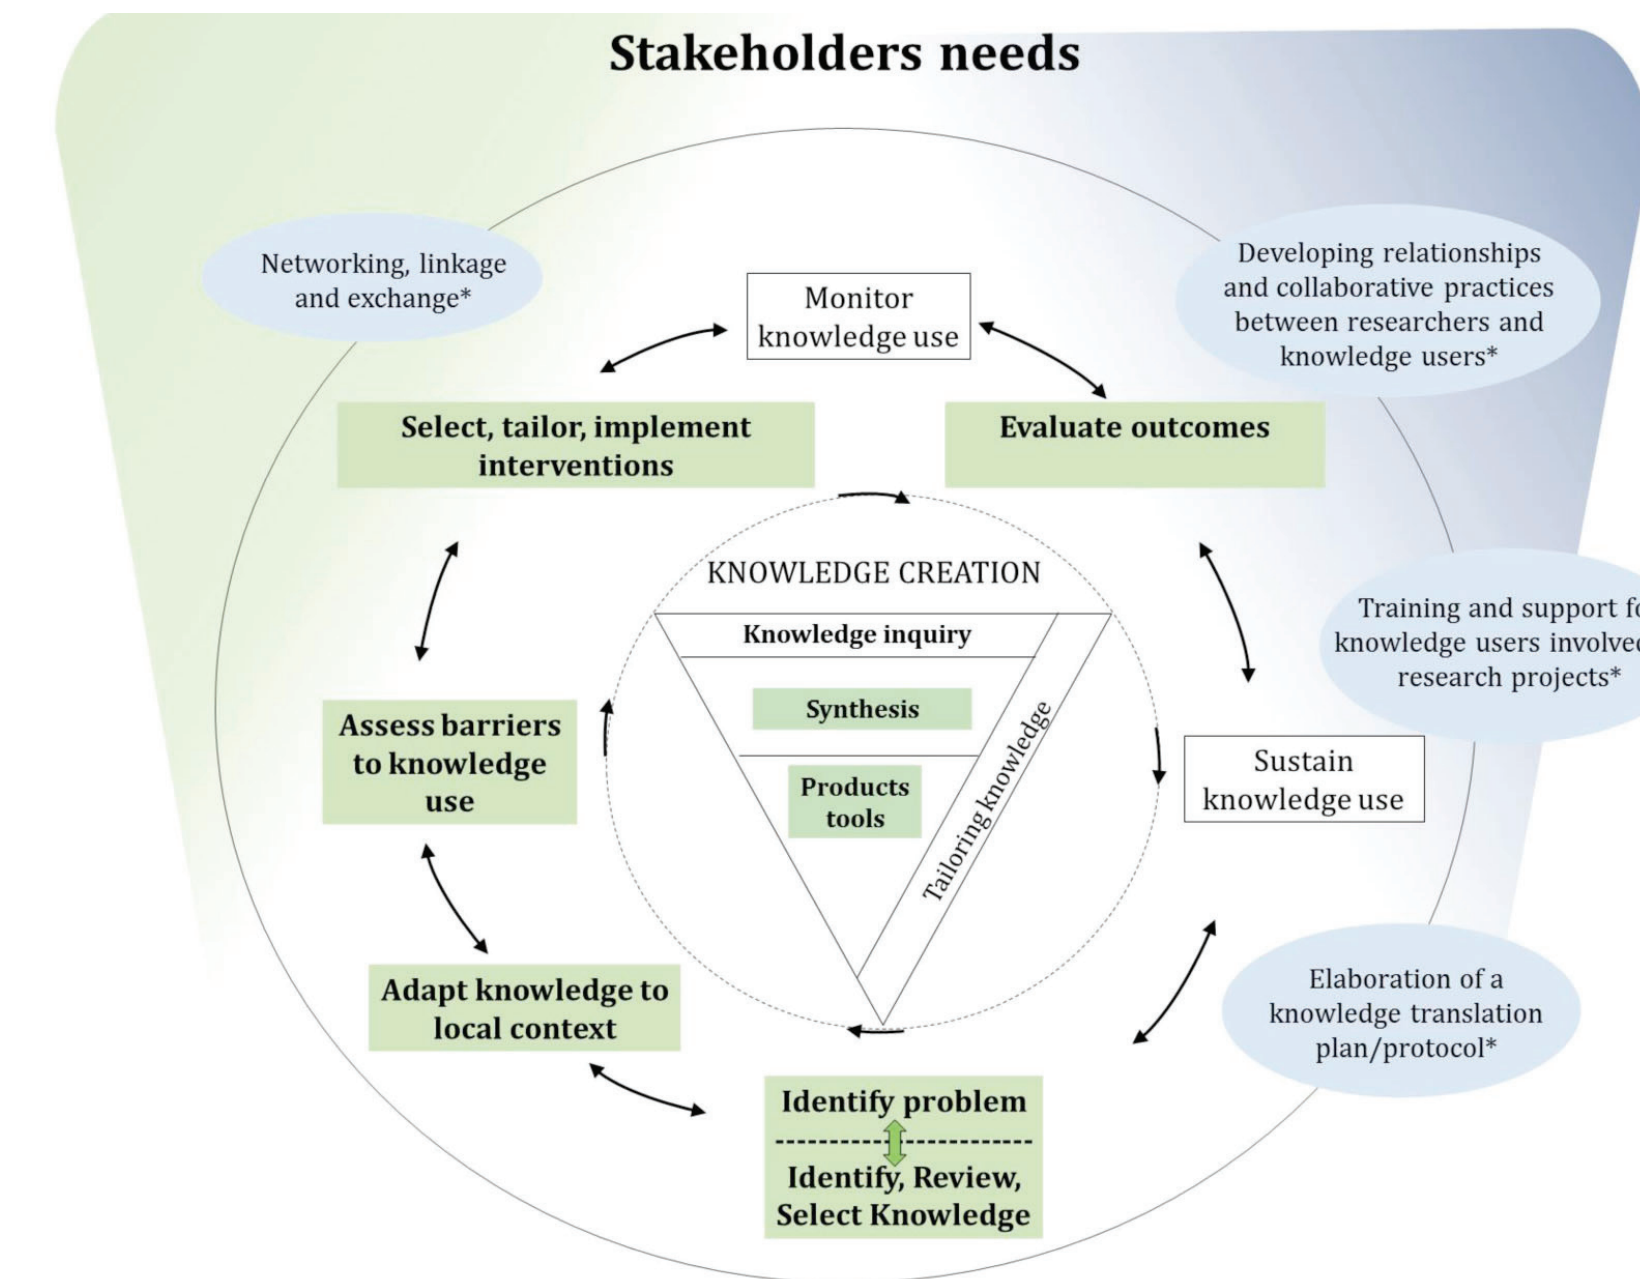 Stakeholders needs
Networking, linkage
and exchange*
Developing relationships
and collaborative practices
between researchers and
knowledge users*
Monitor
knowledge use
Select, tailor, implement
interventions
Evaluate outcomes
KNOWLEDGE CREATION
Knowledge inquiry
Synthesis
Products
tools
Tailoring knowledge
Training and support
knowledge users
research projects*
Assess barriers
to knowledge
use
Sustain
knowledge use
Adapt knowledge to
local context
Elaboration of a
knowledge translation
plan/protocol*
Identify problem
Identify, Review,
Select Knowledge